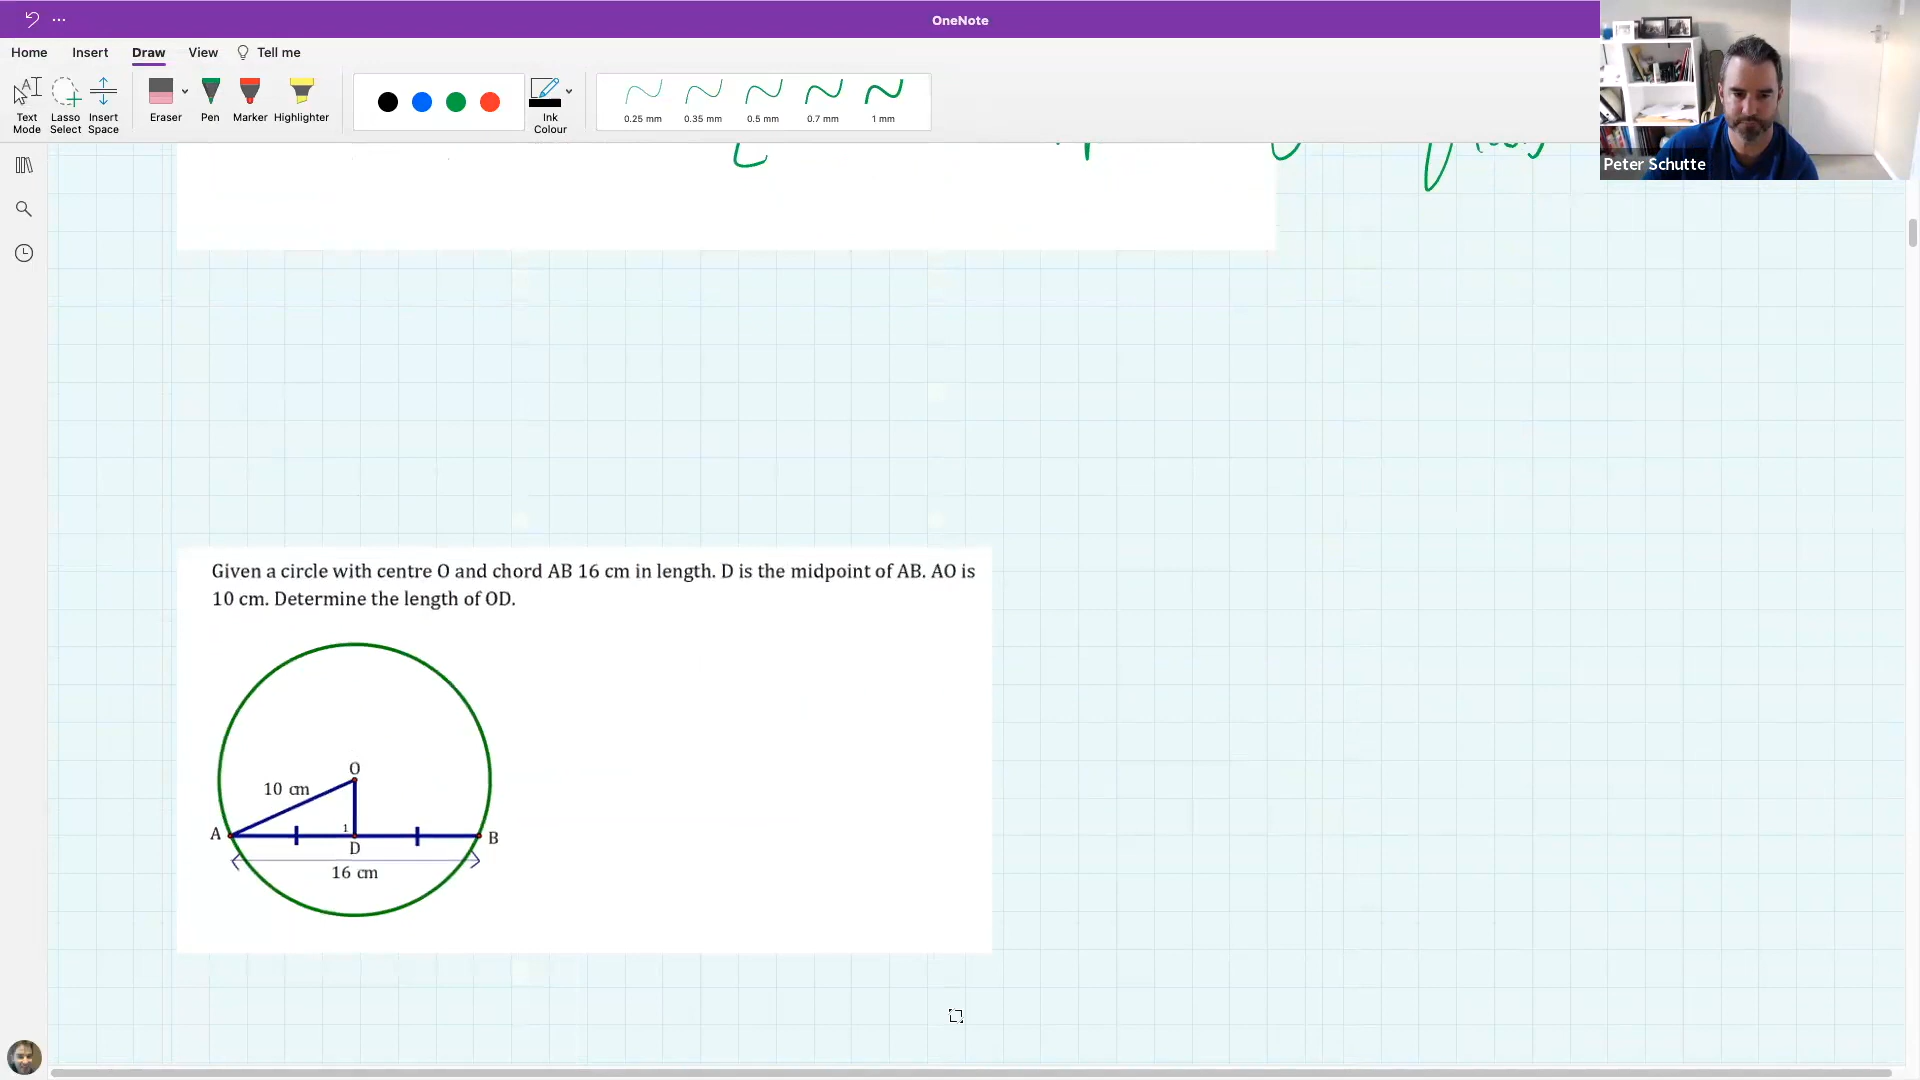 OneNote
Home Insert Draw View Tell me
Text Mode
Lasso Select
Insert Space
Eraser
Pen
Marker
Highlighter
Ink Colour
0.25 mm 0.35 mm 0.5 mm 0.7 mm 1 mm
Peter Schutte
Given a circle with centre O and chord AB 16 cm in length. D is the midpoint of AB. AO is
10 cm. Determine the length of OD.
O
10 cm
A 1 B
D
16 cm